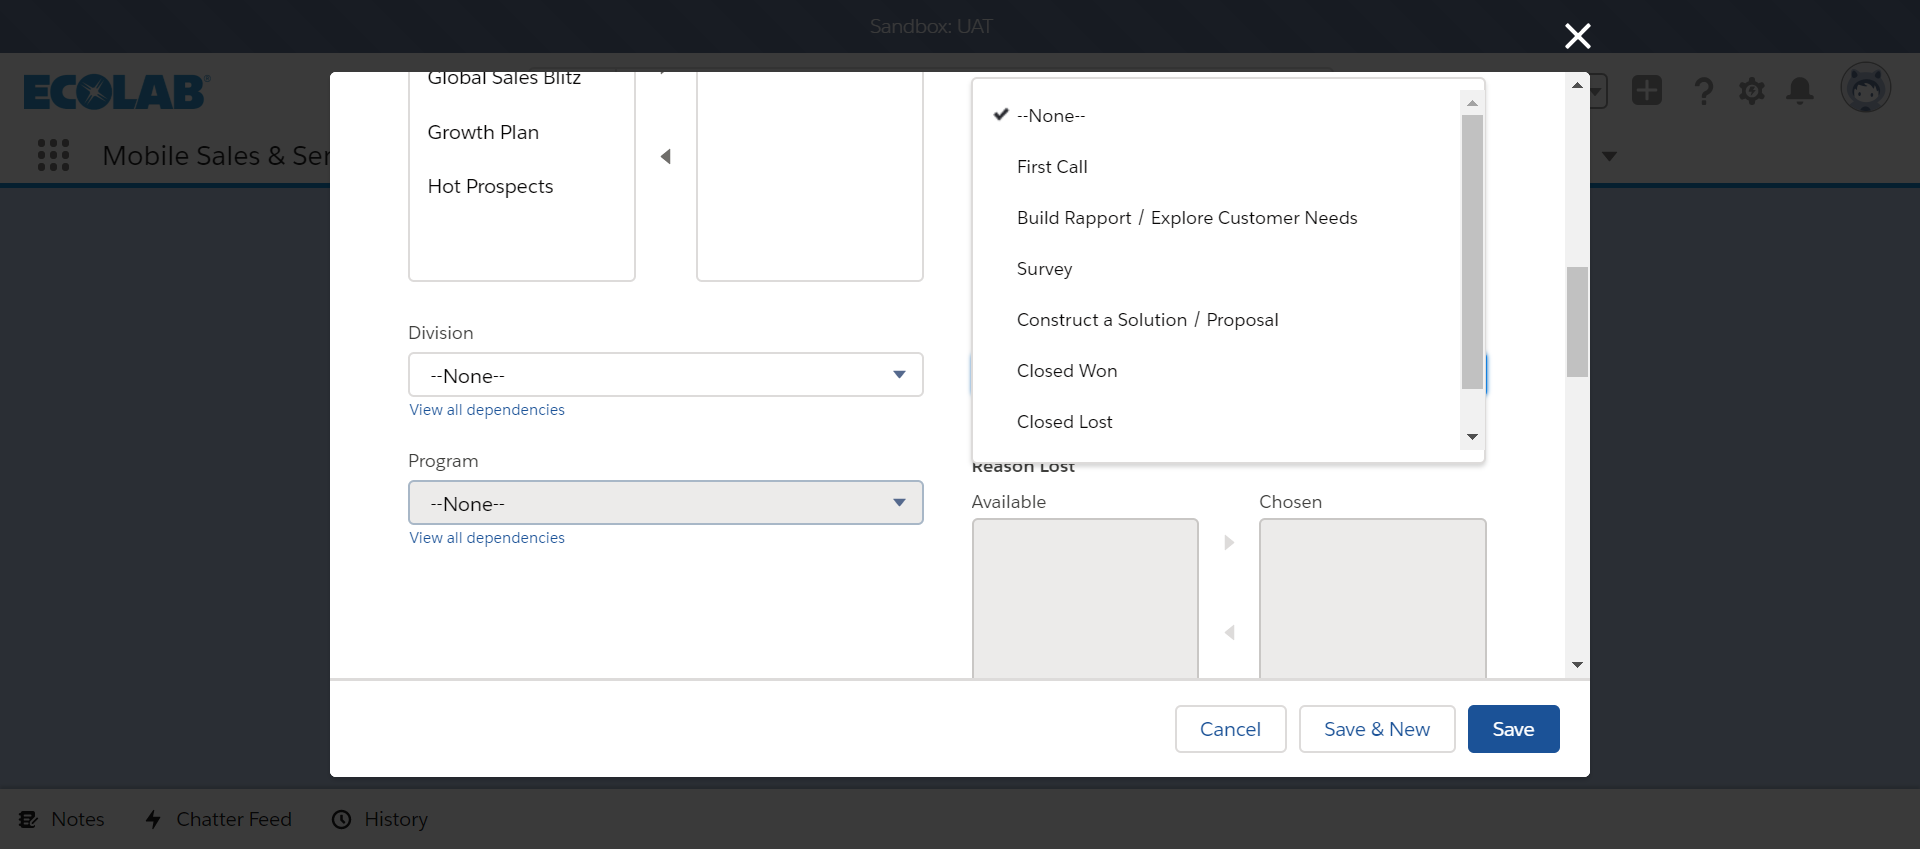 Sandbox: UAT
ECOLAB
Mobile Sales & Ser
Global Sales Blitz
Growth Plan
Hot Prospects
Division
--None--
View all dependencies
Program
--None--
View all dependencies
--None--
First Call
Build Rapport / Explore Customer Needs
Survey
Construct a Solution / Proposal
Closed Won
Closed Lost
Reason Lost
Available
Chosen
Cancel
Save & New
Save
Notes
Chatter Feed
History